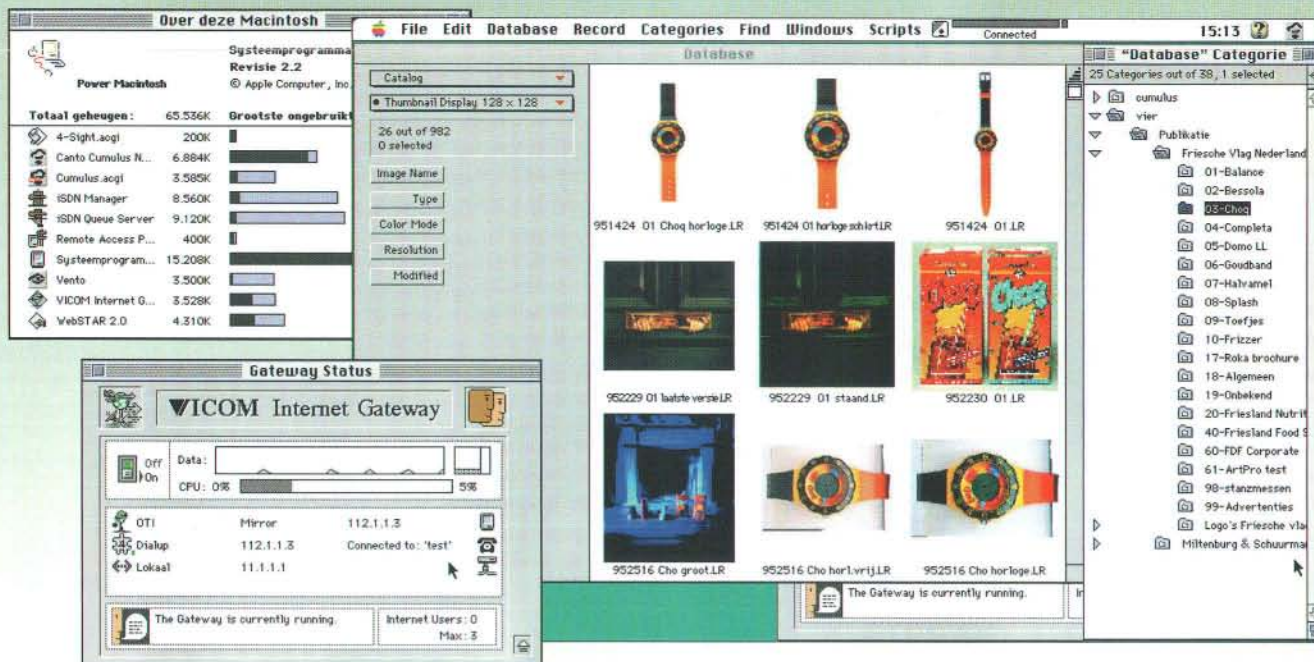 Over deze Macintosh
Systeemprogramma
Revisie 2.2
© Apple Computer, Inc.
Power Macintosh
Totaal geheugen: 65.536K Grootste ongebruikt
4-Sight.acgi 200K
Canto Cumulus N... 6.884K
Cumulus.acgi 3.585K
iSDN Manager 8.560K
iSDN Queue Server 9.120K
Remote Access P... 400K
Systeemprogram... 15.208K
Vento 3.500K
VICOM Internet G... 3.528K
WebSTAR 2.0 4.310K
File Edit Database Record Categories Find Windows Scripts Connected 15:13
Database
Catalog
Thumbnail Display 128 × 128
26 out of 982
0 selected
Image Name
Type
Color Mode
Resolution
Modified
951424 01 Choq horloge.LR
951424 01 horloge schkrt.LR
951424 01.LR
952229 01 laatste versie.LR
952229 01 staand.LR
952230 01.LR
952516 Cho groot.LR
952516 Cho horl.vrij.LR
952516 Cho horloge.LR
"Database" Categorie
25 Categories out of 38, 1 selected
cumulus
vier
Publikatie
Friesche Vlag Nederland
01-Balance
02-Bessola
03-Choq
04-Completa
05-Domo LL
06-Goudband
07-Halvamel
08-Splash
09-Toefjes
10-Frizzer
17-Roka brochure
18-Algemeen
19-Onbekend
20-Friesland Nutrit
40-Friesland Food S
60-FDF Corporate
61-ArtPro test
98-stanzmessen
99-Advertenties
Logo's Friesche vla
Miltenburg & Schuurma
Gateway Status
VICOM Internet Gateway
Off
On
Data:
CPU: 0% 5%
OTI Mirror 112.1.1.3
Dialup 112.1.1.3 Connected to: 'test'
Lokaal 11.1.1.1
The Gateway is currently running.
Internet Users: 0
Max: 3
The Gateway is currently running.